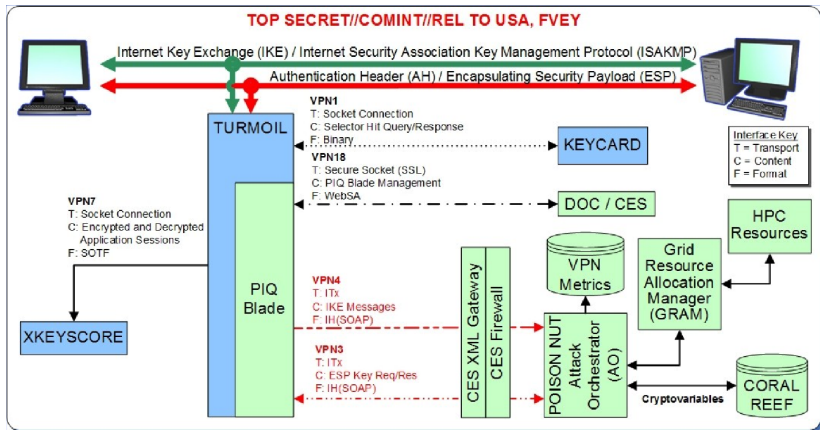 TOP SECRET//COMINT//REL TO USA, FVEY
Internet Key Exchange (IKE) / Internet Security Association Key Management Protocol (ISAKMP)
Authentication Header (AH) / Encapsulating Security Payload (ESP)
TURMOIL
VPN1
T: Socket Connection
C: Selector Hit Query/Response
F: Binary
KEYCARD
Interface Key
T = Transport
C = Content
F = Format
VPN18
T: Secure Socket (SSL)
C: PIQ Blade Management
F: WebSA
DOC / CES
VPN7
T: Socket Connection
C: Encrypted and Decrypted
Application Sessions
F: SOTF
XKEYSCORE
PIQ
Blade
VPN4
T: ITx
C: IKE Messages
F: IH(SOAP)
VPN3
T: ITx
C: ESP Key Req/Res
F: IH(SOAP)
CES XML Gateway
CES Firewall
VPN
Metrics
POISON NUT
Attack
Orchestrator
(AO)
Grid
Resource
Allocation
Manager
(GRAM)
HPC
Resources
Cryptovariables
CORAL
REEF